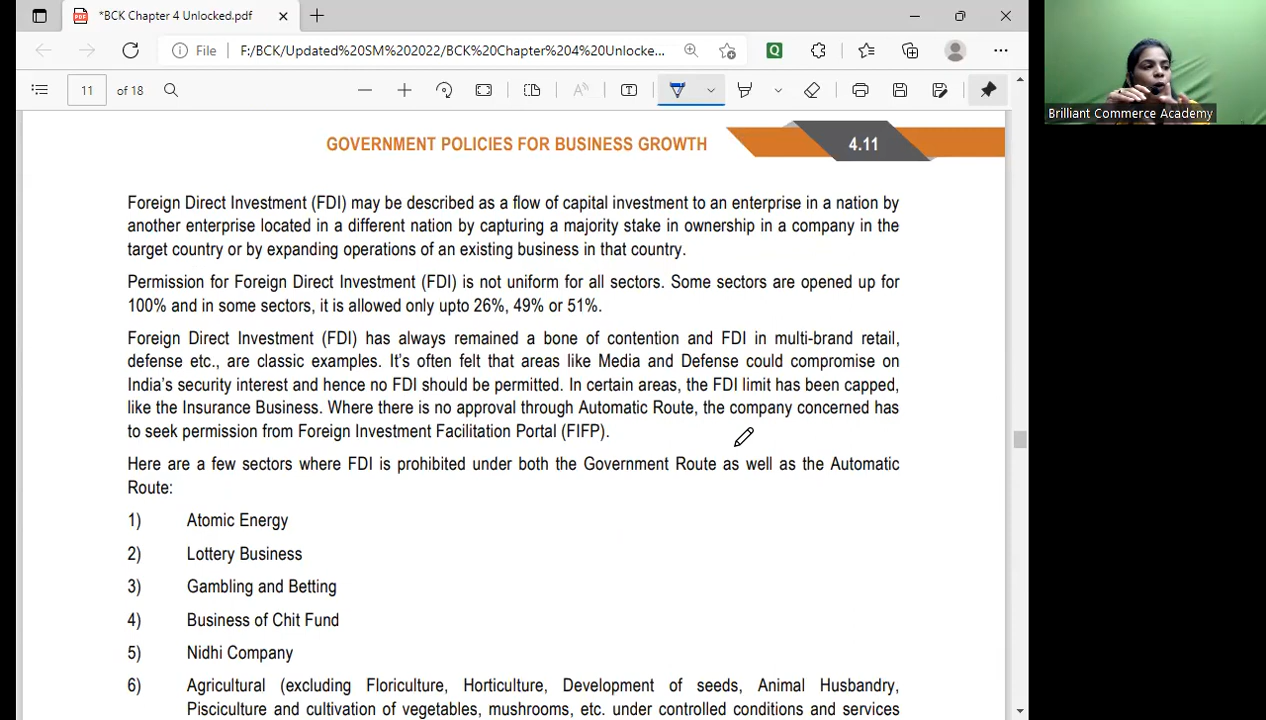 *BCK Chapter 4 Unlocked.pdf
File
F:/BCK/Updated%20SM%202022/BCK%20Chapter%204%20Unlocke...
11 of 18
Brilliant Commerce Academy
GOVERNMENT POLICIES FOR BUSINESS GROWTH 4.11
Foreign Direct Investment (FDI) may be described as a flow of capital investment to an enterprise in a nation by
another enterprise located in a different nation by capturing a majority stake in ownership in a company in the
target country or by expanding operations of an existing business in that country.
Permission for Foreign Direct Investment (FDI) is not uniform for all sectors. Some sectors are opened up for
100% and in some sectors, it is allowed only upto 26%, 49% or 51%.
Foreign Direct Investment (FDI) has always remained a bone of contention and FDI in multi-brand retail,
defense etc., are classic examples. It's often felt that areas like Media and Defense could compromise on
India's security interest and hence no FDI should be permitted. In certain areas, the FDI limit has been capped,
like the Insurance Business. Where there is no approval through Automatic Route, the company concerned has
to seek permission from Foreign Investment Facilitation Portal (FIFP).
Here are a few sectors where FDI is prohibited under both the Government Route as well as the Automatic
Route:
1) Atomic Energy
2) Lottery Business
3) Gambling and Betting
4) Business of Chit Fund
5) Nidhi Company
6) Agricultural (excluding Floriculture, Horticulture, Development of seeds, Animal Husbandry,
Pisciculture and cultivation of vegetables, mushrooms, etc. under controlled conditions and services